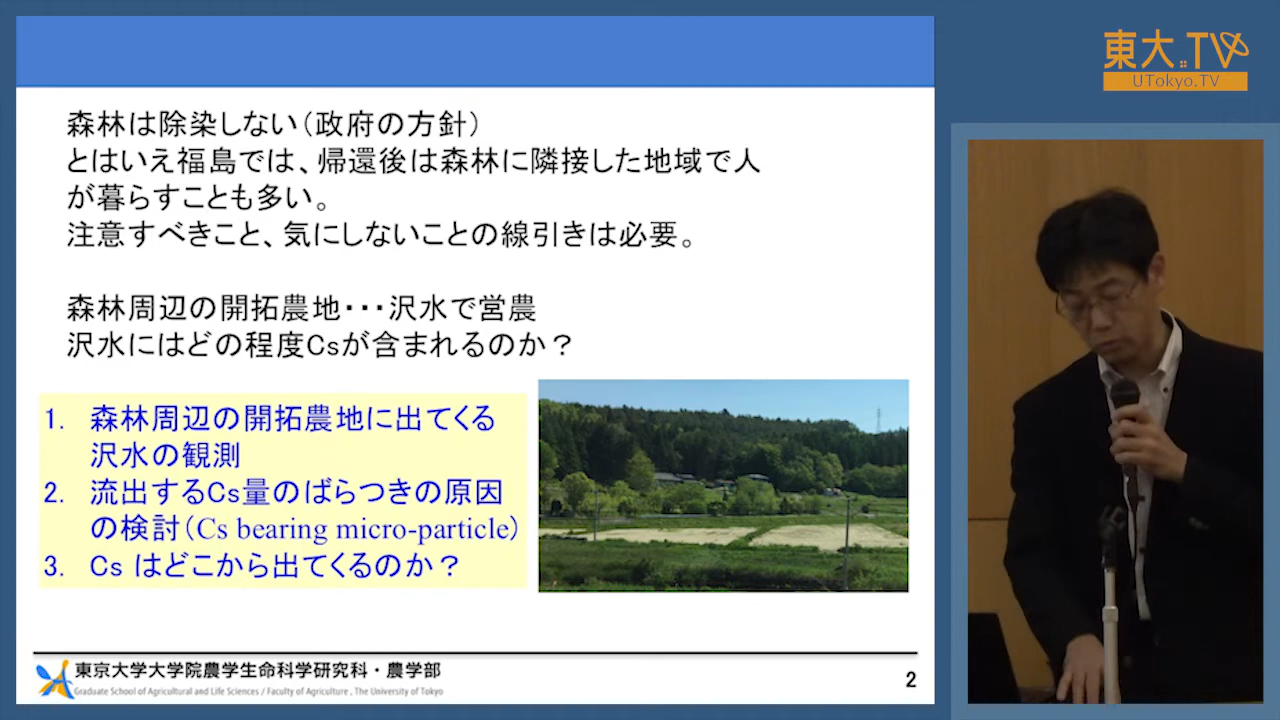 東大.TV
UTokyo.TV
森林は除染しない(政府の方針)
とはいえ福島では、帰還後は森林に隣接した地域で人
が暮らすことも多い。
注意すべきこと、気にしないことの線引きは必要。
森林周辺の開拓農地・・・沢水で営農
沢水にはどの程度Csが含まれるのか?
1. 森林周辺の開拓農地に出てくる
沢水の観測
2. 流出するCs量のばらつきの原因
の検討(Cs bearing micro-particle)
3. Cs はどこから出てくるのか?
東京大学大学院農学生命科学研究科・農学部
Graduate School of Agricultural and Life Sciences / Faculty of Agriculture , The University of Tokyo
2